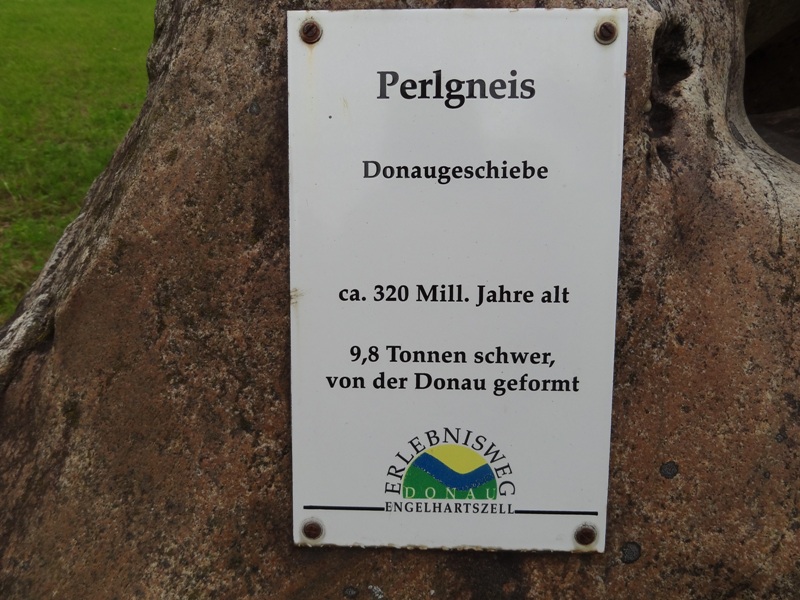 Perlgneis
Donaugeschiebe
ca. 320 Mill. Jahre alt
9,8 Tonnen schwer,
von der Donau geformt
ERLEBNISWEG
DONAU
ENGELHARTSZELL